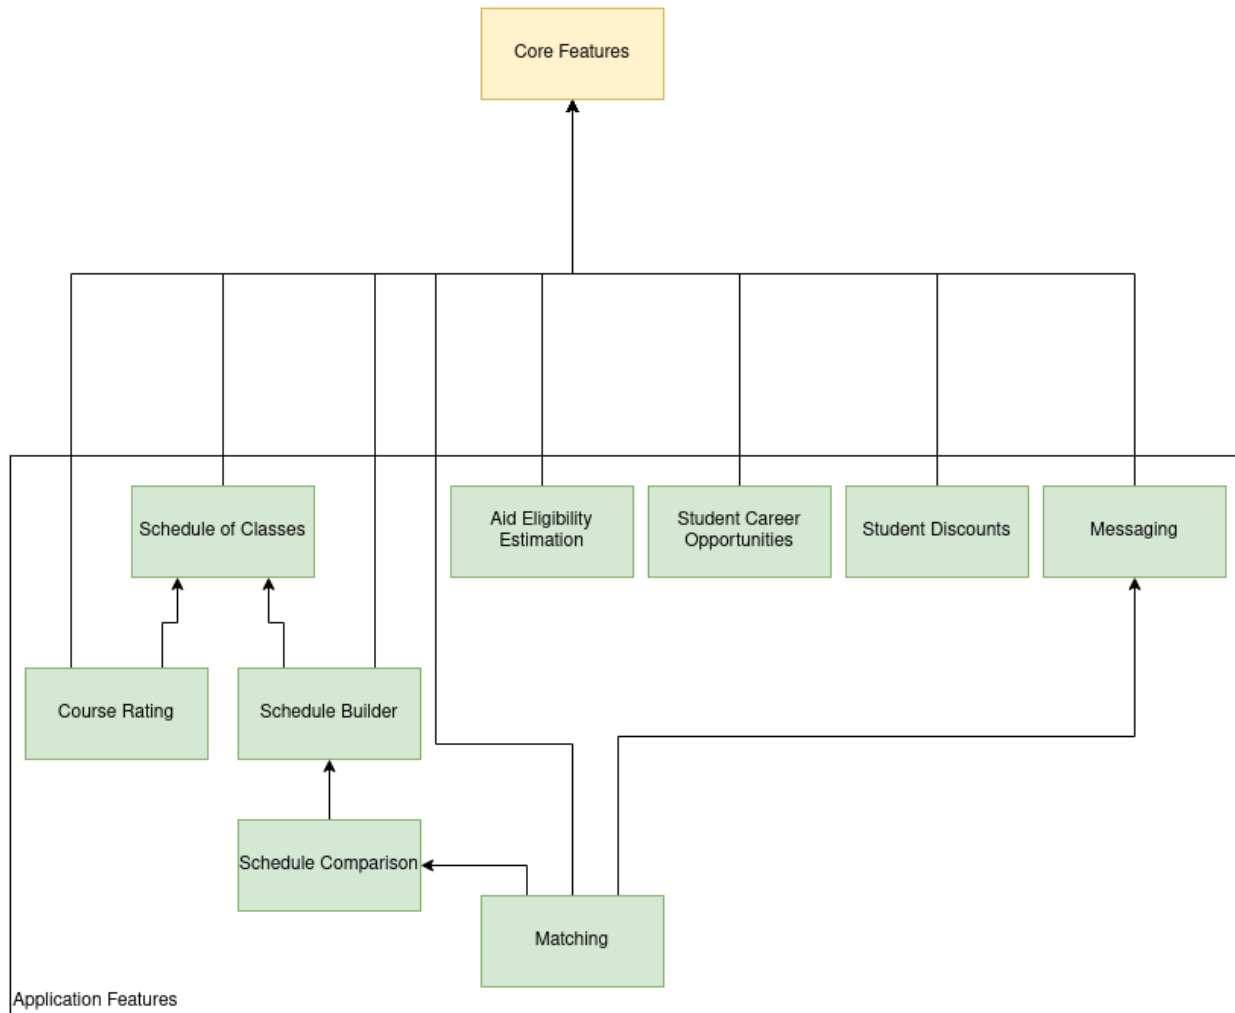 Core Features
Schedule of Classes
Aid Eligibility
Estimation
Student Career
Opportunities
Student Discounts
Messaging
Course Rating
Schedule Builder
Schedule Comparison
Matching
Application Features